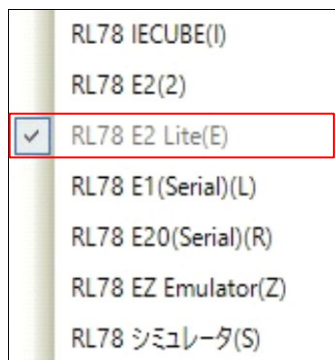 RL78 IECUBE(I)
RL78 E2(2)
RL78 E2 Lite(E)
RL78 E1(Serial)(L)
RL78 E20(Serial)(R)
RL78 EZ Emulator(Z)
RL78 シミュレータ(S)